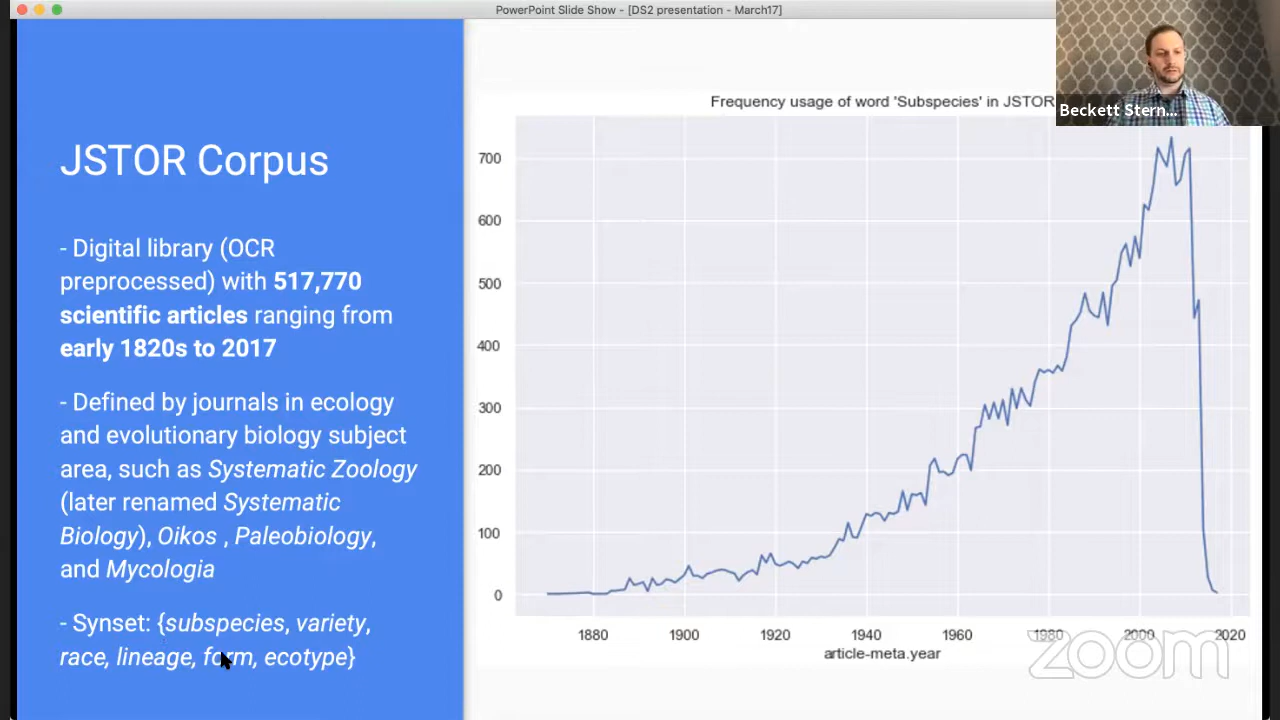 PowerPoint Slide Show - [DS2 presentation - March17]
Beckett Stern...
JSTOR Corpus
- Digital library (OCR
preprocessed) with 517,770
scientific articles ranging from
early 1820s to 2017
- Defined by journals in ecology
and evolutionary biology subject
area, such as Systematic Zoology
(later renamed Systematic
Biology), Oikos , Paleobiology,
and Mycologia
- Synset: {subspecies, variety,
race, lineage, form, ecotype}
Frequency usage of word 'Subspecies' in JSTOR
700
600
500
400
300
200
100
0
1880 1900 1920 1940 1960 1980 2000 2020
article-meta.year
zoom